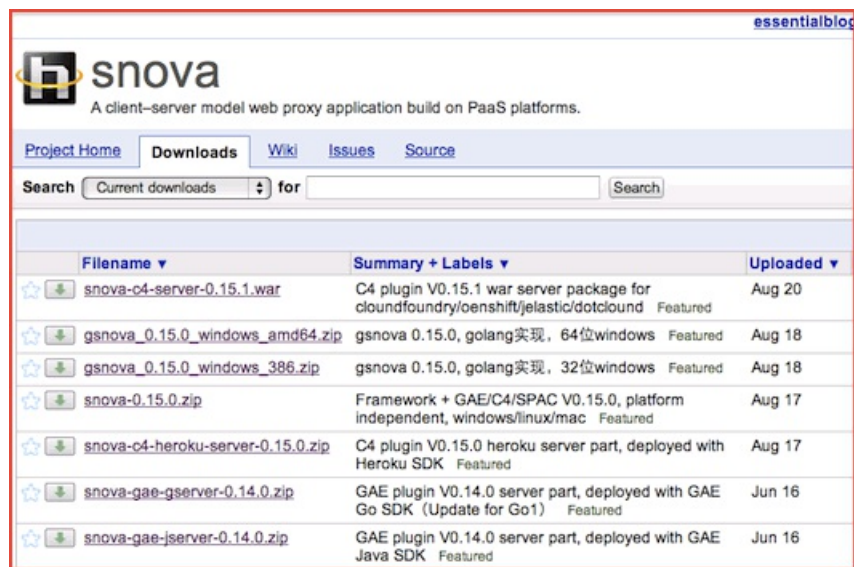 essentialblog
snova
A client–server model web proxy application build on PaaS platforms.
Project Home Downloads Wiki Issues Source
Search Current downloads for Search
Filename ▼ Summary + Labels ▼ Uploaded ▼
snova-c4-server-0.15.1.war C4 plugin V0.15.1 war server package for Aug 20
cloundfoundry/oenshift/jelastic/dotclound Featured
gsnova_0.15.0_windows_amd64.zip gsnova 0.15.0, golang实现，64位windows Featured Aug 18
gsnova_0.15.0_windows_386.zip gsnova 0.15.0, golang实现，32位windows Featured Aug 18
snova-0.15.0.zip Framework + GAE/C4/SPAC V0.15.0, platform Aug 17
independent, windows/linux/mac Featured
snova-c4-heroku-server-0.15.0.zip C4 plugin V0.15.0 heroku server part, deployed with Aug 17
Heroku SDK Featured
snova-gae-gserver-0.14.0.zip GAE plugin V0.14.0 server part, deployed with GAE Jun 16
Go SDK（Update for Go1） Featured
snova-gae-jserver-0.14.0.zip GAE plugin V0.14.0 server part, deployed with GAE Jun 16
Java SDK Featured